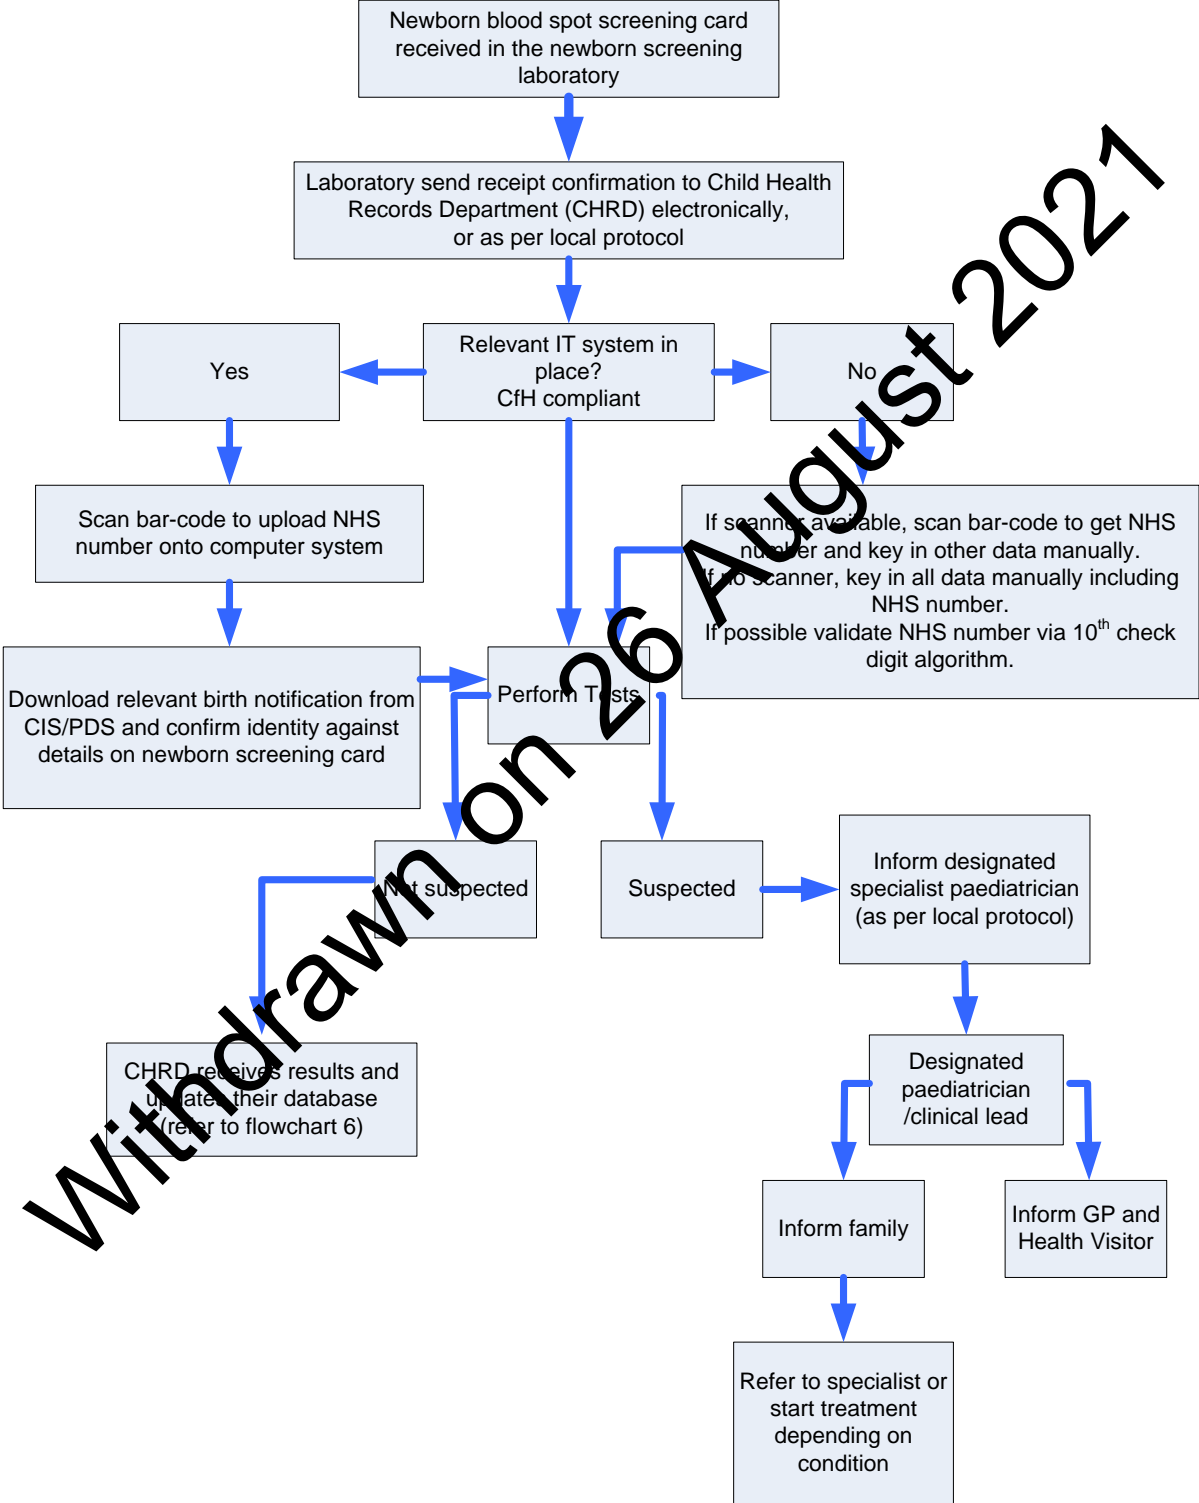 Newborn blood spot screening card
received in the newborn screening
laboratory
Laboratory send receipt confirmation to Child Health
Records Department (CHRD) electronically,
or as per local protocol
Yes
Relevant IT system in
place?
CfH compliant
No
Scan bar-code to upload NHS
number onto computer system
If scanner available, scan bar-code to get NHS
number and key in other data manually.
If no scanner, key in all data manually including
NHS number.
If possible validate NHS number via 10th check
digit algorithm.
Download relevant birth notification from
CIS/PDS and confirm identity against
details on newborn screening card
Perform Tests
Not suspected
Suspected
Inform designated
specialist paediatrician
(as per local protocol)
CHRD receives results and
updates their database
(refer to flowchart 6)
Designated
paediatrician
/clinical lead
Inform family
Inform GP and
Health Visitor
Refer to specialist or
start treatment
depending on
condition
Withdrawn on 26 August 2021